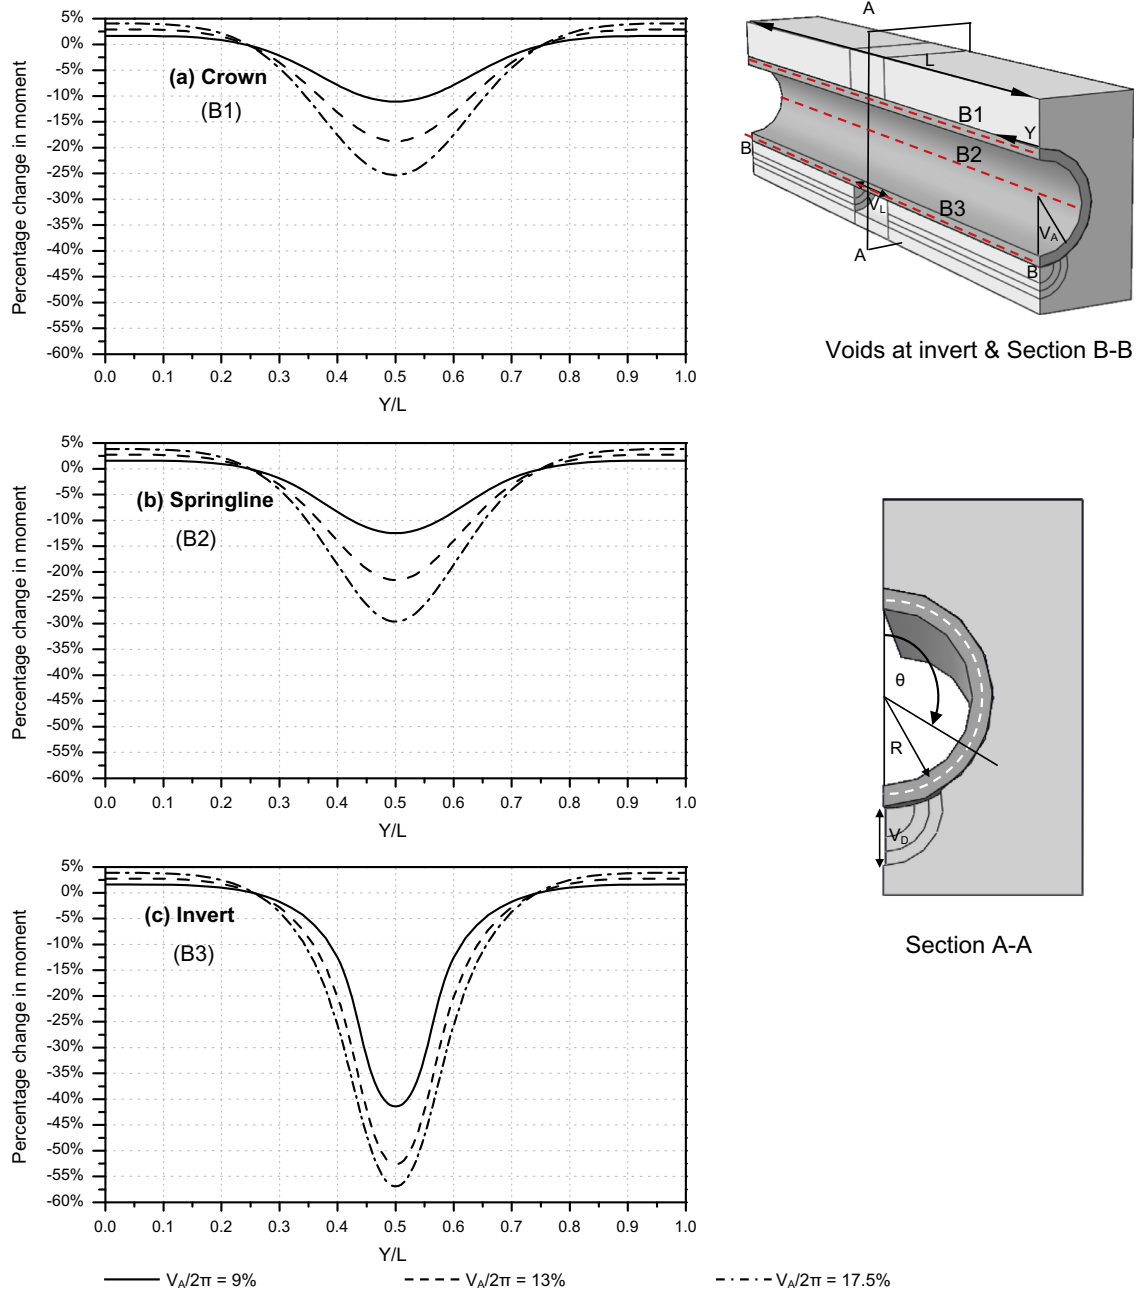 Percentage change in moment
5%
0%
-5%
-10%
-15%
-20%
-25%
-30%
-35%
-40%
-45%
-50%
-55%
-60%
(a) Crown
(B1)
0.0 0.1 0.2 0.3 0.4 0.5 0.6 0.7 0.8 0.9 1.0
Y/L
A
L
B1
Y
B2
B
VL
B3
VA
A
B
Voids at invert & Section B-B
Percentage change in moment
5%
0%
-5%
-10%
-15%
-20%
-25%
-30%
-35%
-40%
-45%
-50%
-55%
-60%
(b) Springline
(B2)
0.0 0.1 0.2 0.3 0.4 0.5 0.6 0.7 0.8 0.9 1.0
Y/L
θ
R
VD
Section A-A
Percentage change in moment
5%
0%
-5%
-10%
-15%
-20%
-25%
-30%
-35%
-40%
-45%
-50%
-55%
-60%
(c) Invert
(B3)
0.0 0.1 0.2 0.3 0.4 0.5 0.6 0.7 0.8 0.9 1.0
Y/L
VA/2π = 9% VA/2π = 13% VA/2π = 17.5%